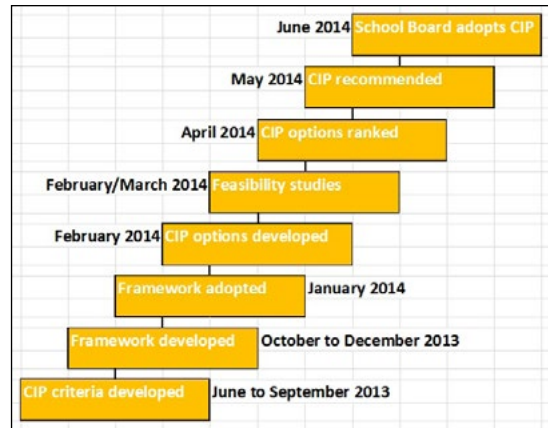 June 2014 School Board adopts CIP
May 2014 CIP recommended
April 2014 CIP options ranked
February/March 2014 Feasibility studies
February 2014 CIP options developed
Framework adopted January 2014
Framework developed October to December 2013
CIP criteria developed June to September 2013